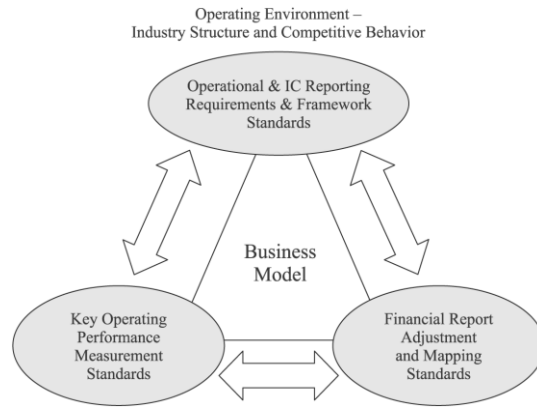 Operating Environment –
Industry Structure and Competitive Behavior
Operational & IC Reporting
Requirements & Framework
Standards
Business
Model
Key Operating
Performance
Measurement
Standards
Financial Report
Adjustment
and Mapping
Standards